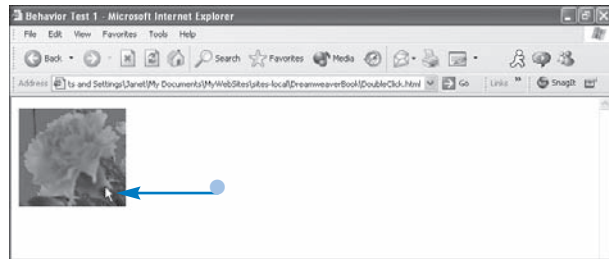 Behavior Test 1 - Microsoft Internet Explorer
File Edit View Favorites Tools Help
Back Search Favorites Media
Address ts and Settings\Janet\My Documents\MyWebSites\sites-local\DreamweaverBook\DoubleClick.html Go Links » SnagIt